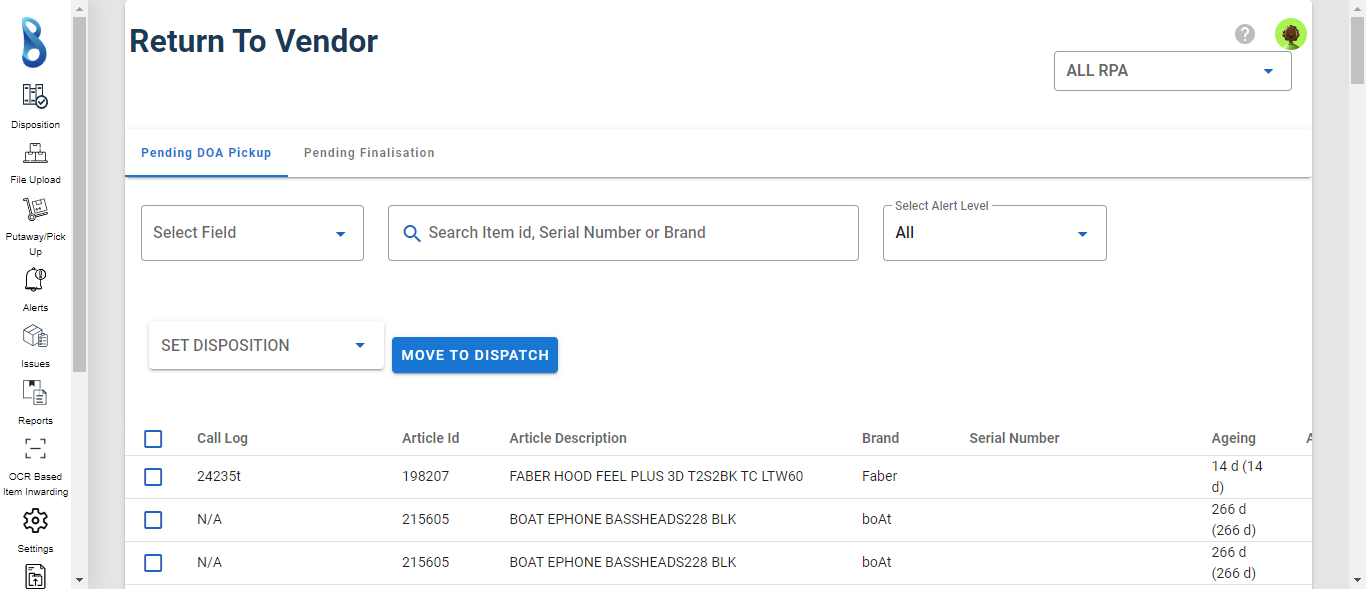 Return To Vendor
ALL RPA
Disposition
File Upload
Putaway/Pick
Up
Alerts
Issues
Reports
OCR Based
Item Inwarding
Settings
Pending DOA Pickup
Pending Finalisation
Select Field
Search Item id, Serial Number or Brand
Select Alert Level
All
SET DISPOSITION
MOVE TO DISPATCH
Call Log Article Id Article Description Brand Serial Number Ageing
24235t 198207 FABER HOOD FEEL PLUS 3D T2S2BK TC LTW60 Faber 14 d (14
d)
N/A 215605 BOAT EPHONE BASSHEADS228 BLK boAt 266 d
(266 d)
N/A 215605 BOAT EPHONE BASSHEADS228 BLK boAt 266 d
(266 d)